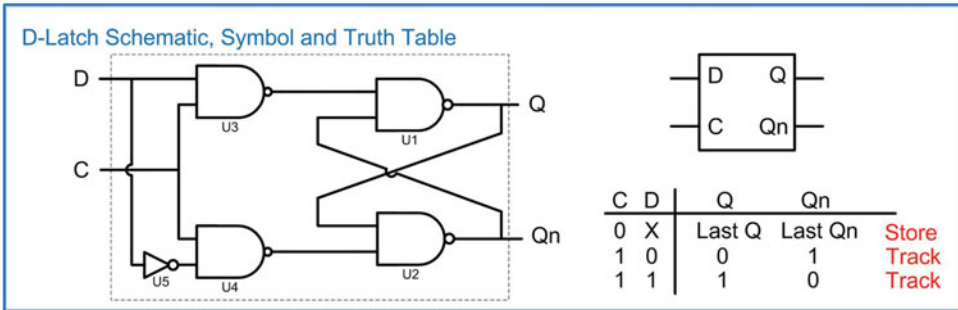 D-Latch Schematic, Symbol and Truth Table
D
U3
U1
Q
C
U5
U4
U2
Qn
D Q
C Qn
C D Q Qn
0 X Last Q Last Qn Store
1 0 0 1 Track
1 1 1 0 Track